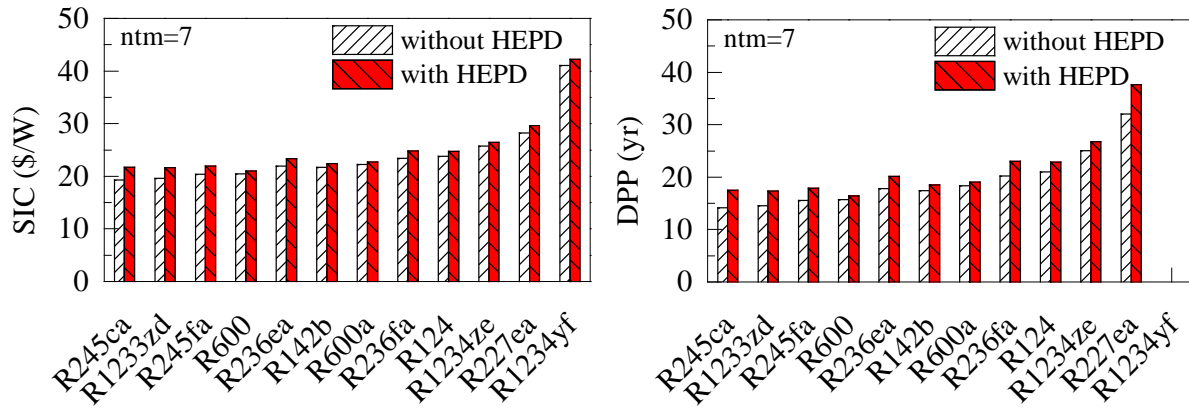 50
40
30
20
10
0
SIC ($/W)
ntm=7
without HEPD
with HEPD
R245ca
R1233zd
R245fa
R600
R236ea
R142b
R600a
R236fa
R124
R1234ze
R227ea
R1234yf
50
40
30
20
10
0
DPP (yr)
ntm=7
without HEPD
with HEPD
R245ca
R1233zd
R245fa
R600
R236ea
R142b
R600a
R236fa
R124
R1234ze
R227ea
R1234yf